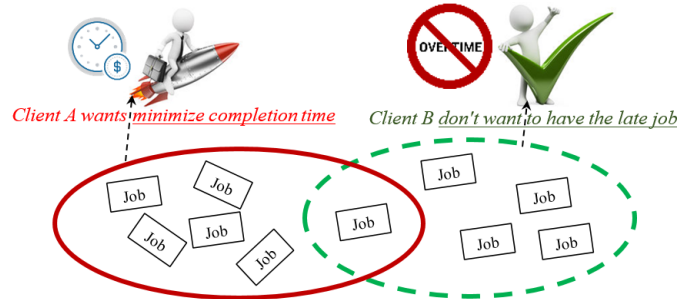 OVERTIME
$
Client A wants minimize completion time
Client B don't want to have the late job
Job
Job
Job
Job
Job
Job
Job
Job
Job
Job